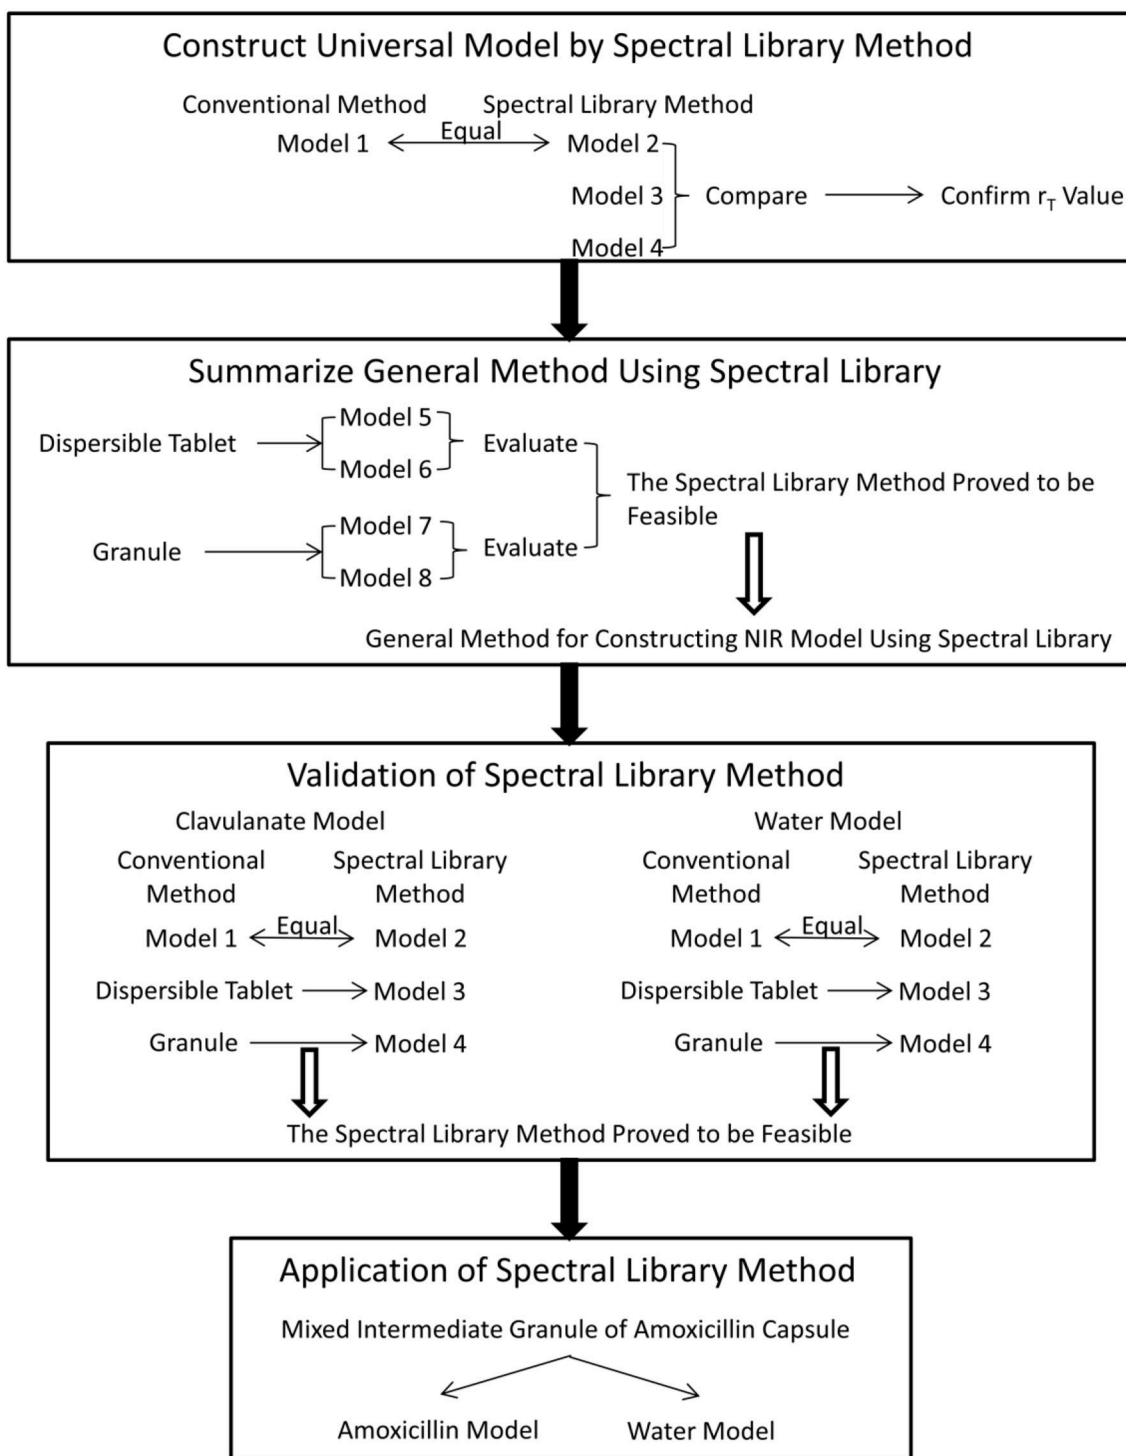 Construct Universal Model by Spectral Library Method
Conventional Method Spectral Library Method
Model 1 Equal Model 2
Model 3 Compare Confirm rT Value
Model 4
Summarize General Method Using Spectral Library
Model 5
Dispersible Tablet Evaluate
Model 6
The Spectral Library Method Proved to be
Feasible
Model 7
Granule Evaluate
Model 8
General Method for Constructing NIR Model Using Spectral Library
Validation of Spectral Library Method
Clavulanate Model Water Model
Conventional Spectral Library Conventional Spectral Library
Method Method Method Method
Model 1 Equal Model 2 Model 1 Equal Model 2
Dispersible Tablet Model 3 Dispersible Tablet Model 3
Granule Model 4 Granule Model 4
The Spectral Library Method Proved to be Feasible
Application of Spectral Library Method
Mixed Intermediate Granule of Amoxicillin Capsule
Amoxicillin Model Water Model